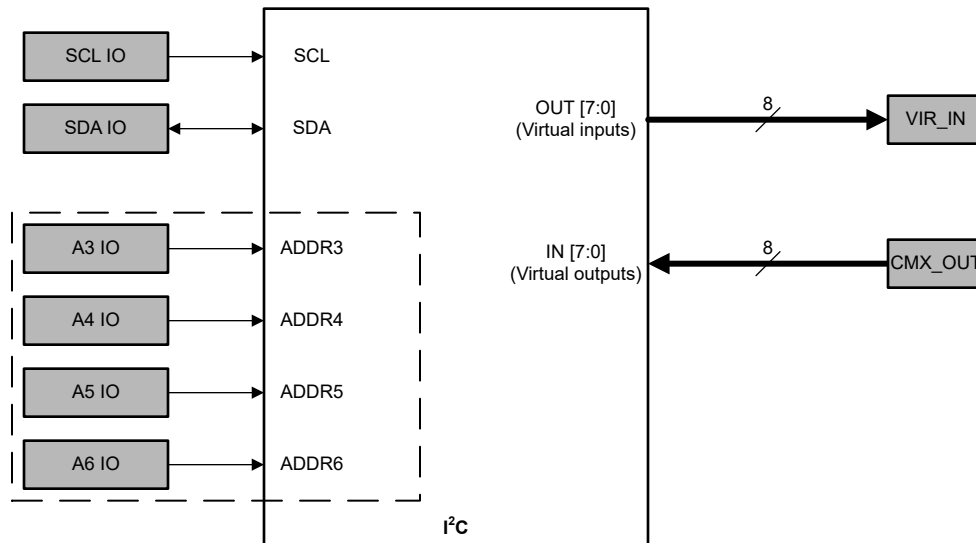 SCL IO
SCL
SDA IO
SDA
OUT [7:0]
(Virtual inputs)
8
VIR_IN
A3 IO
ADDR3
IN [7:0]
(Virtual outputs)
8
CMX_OUT
A4 IO
ADDR4
A5 IO
ADDR5
A6 IO
ADDR6
I²C